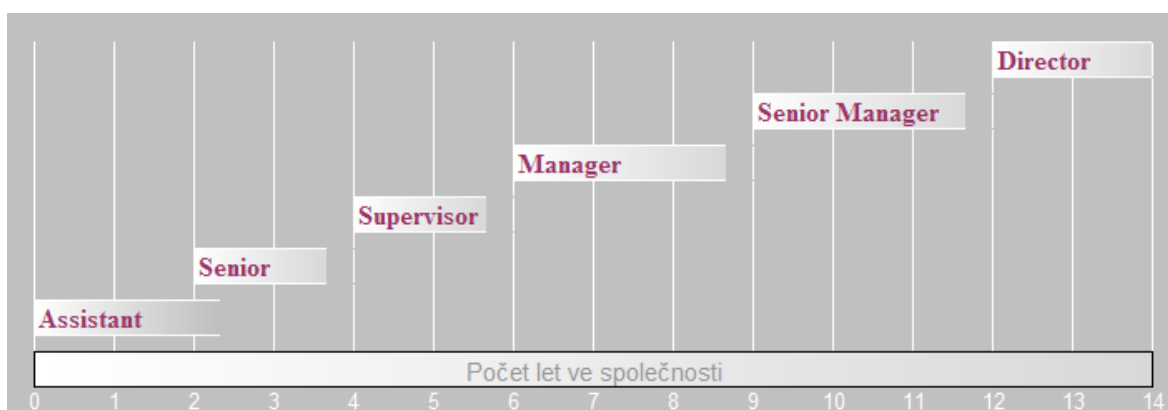 Director
Senior Manager
Manager
Supervisor
Senior
Assistant
Počet let ve společnosti
0 1 2 3 4 5 6 7 8 9 10 11 12 13 14